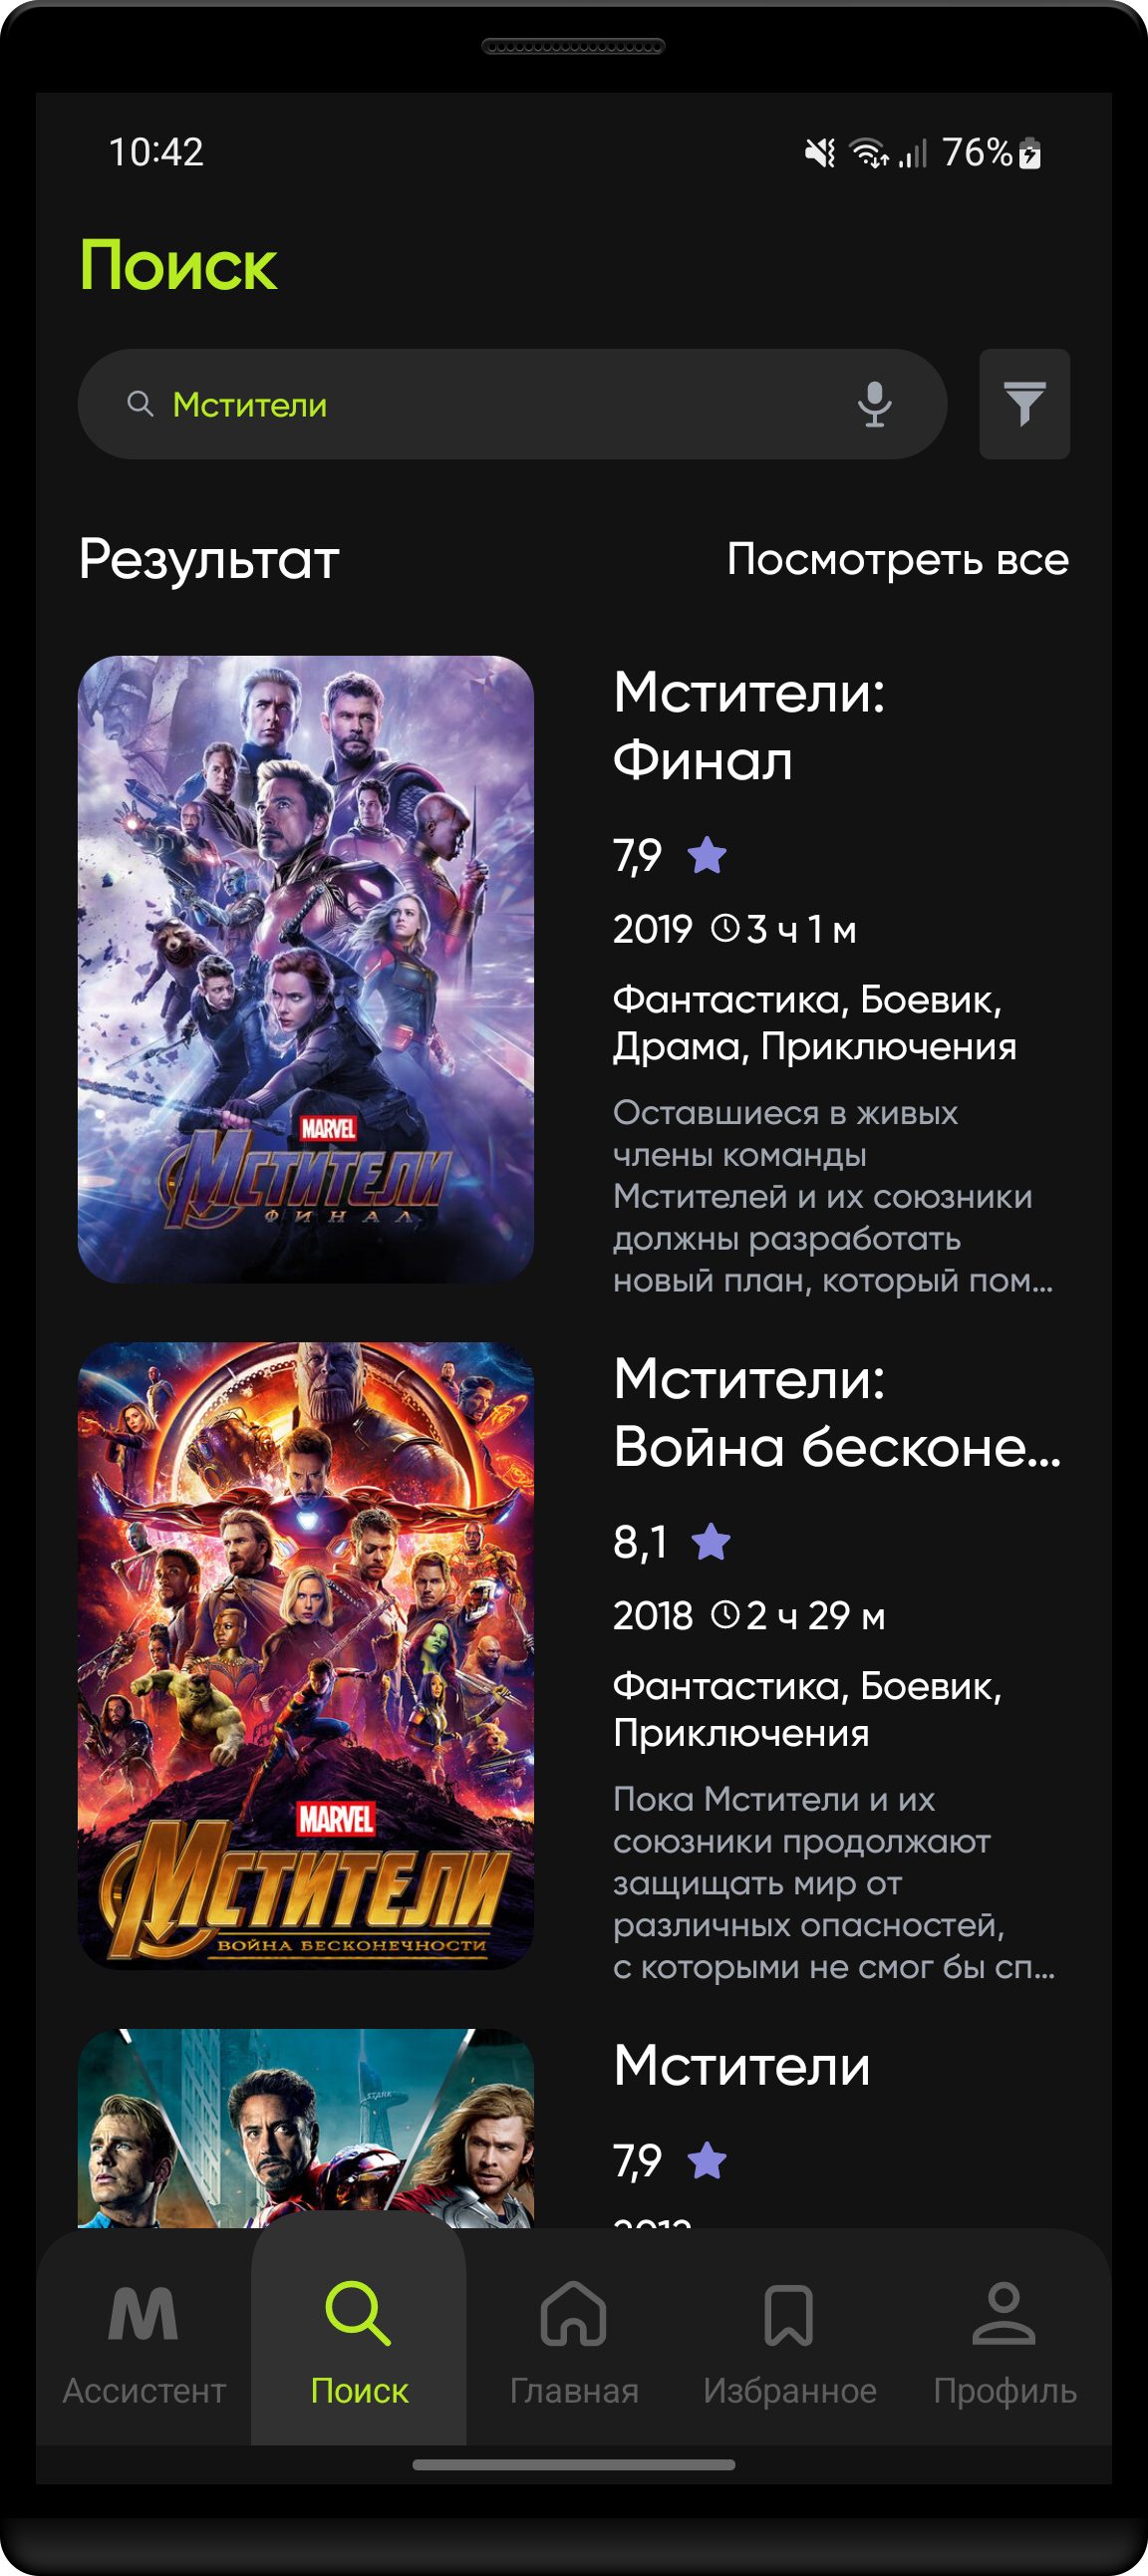 10:42
76%
Поиск
Мстители
Результат
Посмотреть все
Мстители:
Финал
7,9
2019 3 ч 1 м
Фантастика, Боевик,
Драма, Приключения
Оставшиеся в живых
члены команды
Мстителей и их союзники
должны разработать
новый план, который пом...
MARVEL
МСТИТЕЛИ
ФИНАЛ
Мстители:
Война бесконе...
8,1
2018 2 ч 29 м
Фантастика, Боевик,
Приключения
Пока Мстители и их
союзники продолжают
защищать мир от
различных опасностей,
с которыми не смог бы сп...
MARVEL
МСТИТЕЛИ
ВОЙНА БЕСКОНЕЧНОСТИ
STARK
Мстители
7,9
M
Ассистент
Поиск
Главная
Избранное
Профиль